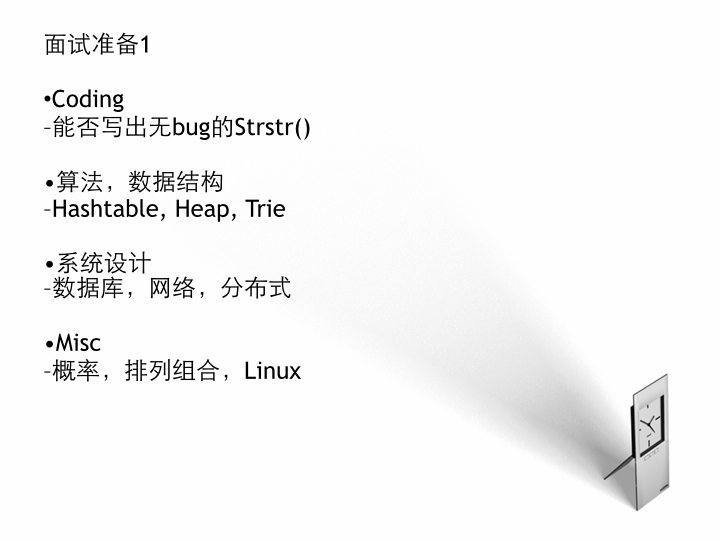 面试准备1
•Coding
–能否写出无bug的Strstr()
•算法，数据结构
–Hashtable, Heap, Trie
•系统设计
–数据库，网络，分布式
•Misc
–概率，排列组合，Linux